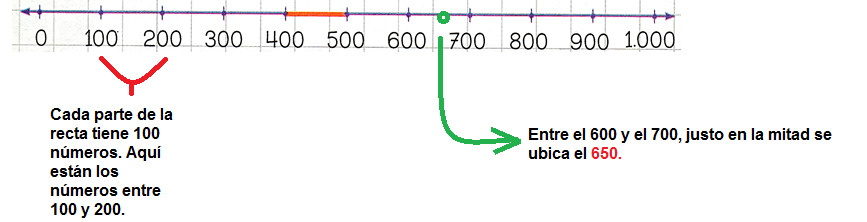 0 100 200 300 400 500 600 700 800 900 1.000
Cada parte de la
recta tiene 100
números. Aquí
están los
números entre
100 y 200.
Entre el 600 y el 700, justo en la mitad se
ubica el 650.